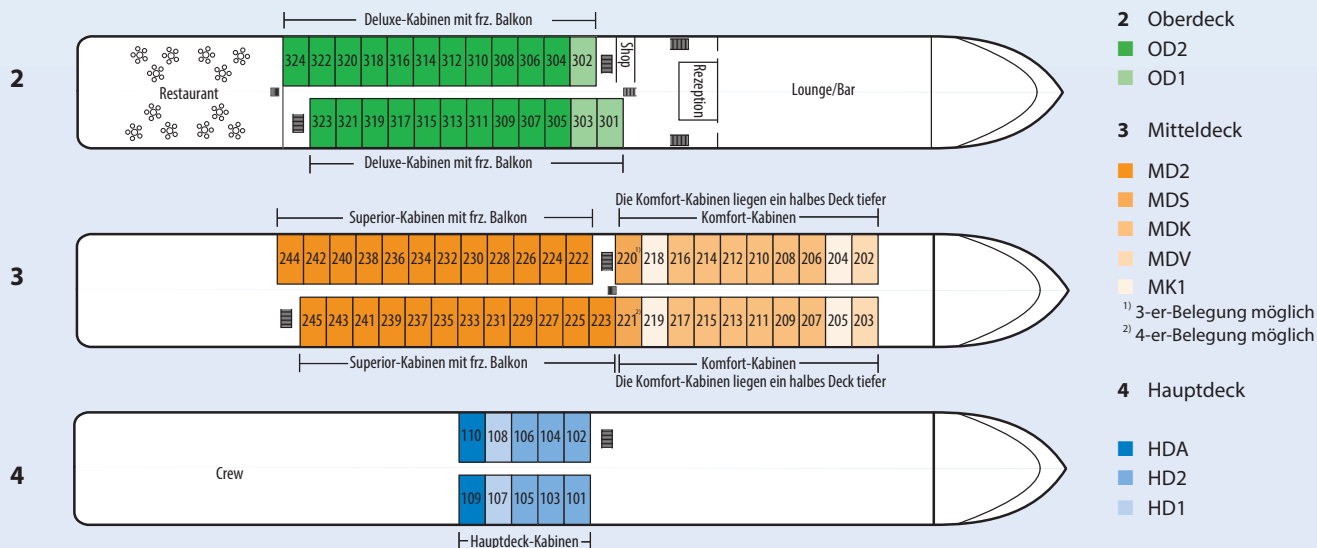 Deluxe-Kabinen mit frz. Balkon
2
324 322 320 318 316 314 312 310 308 306 304 302
Shop
Restaurant
Rezeption
Lounge/Bar
323 321 319 317 315 313 311 309 307 305 303 301
Deluxe-Kabinen mit frz. Balkon
Die Komfort-Kabinen liegen ein halbes Deck tiefer
Superior-Kabinen mit frz. Balkon
Komfort-Kabinen
3
244 242 240 238 236 234 232 230 228 226 224 222
220 1) 218 216 214 212 210 208 206 204 202
245 243 241 239 237 235 233 231 229 227 225 223
221 2) 219 217 215 213 211 209 207 205 203
Superior-Kabinen mit frz. Balkon
Komfort-Kabinen
Die Komfort-Kabinen liegen ein halbes Deck tiefer
4
110 108 106 104 102
Crew
109 107 105 103 101
Hauptdeck-Kabinen
2 Oberdeck
OD2
OD1
3 Mitteldeck
MD2
MDS
MDK
MDV
MK1
1) 3-er-Belegung möglich
2) 4-er-Belegung möglich
4 Hauptdeck
HDA
HD2
HD1